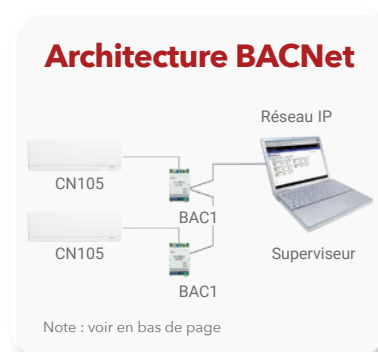 Architecture BACNet
Réseau IP
CN105
BAC1
CN105
Superviseur
BAC1
Note : voir en bas de page